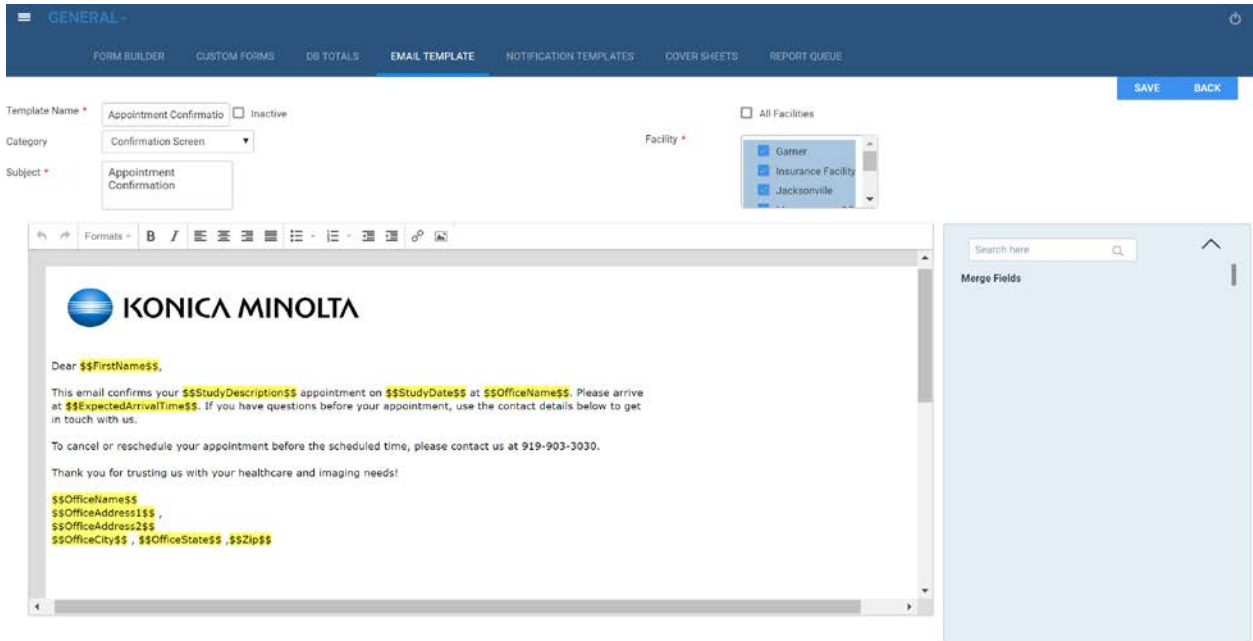 GENERAL
FORM BUILDER CUSTOM FORMS DB TOTALS EMAIL TEMPLATE NOTIFICATION TEMPLATES COVER SHEETS REPORT QUEUE
SAVE BACK
Template Name * Appointment Confirmatio Inactive All Facilities
Category Confirmation Screen Facility *
Garner
Insurance Facility
Jacksonville
Subject * Appointment
Confirmation
Formats B I
Search here
Merge Fields
KONICA MINOLTA
Dear $$FirstName$$,
This email confirms your $$StudyDescription$$ appointment on $$StudyDate$$ at $$OfficeName$$. Please arrive
at $$ExpectedArrivalTime$$. If you have questions before your appointment, use the contact details below to get
in touch with us.
To cancel or reschedule your appointment before the scheduled time, please contact us at 919-903-3030.
Thank you for trusting us with your healthcare and imaging needs!
$$OfficeName$$
$$OfficeAddress1$$ ,
$$OfficeAddress2$$
$$OfficeCity$$ , $$OfficeState$$ ,$$Zip$$